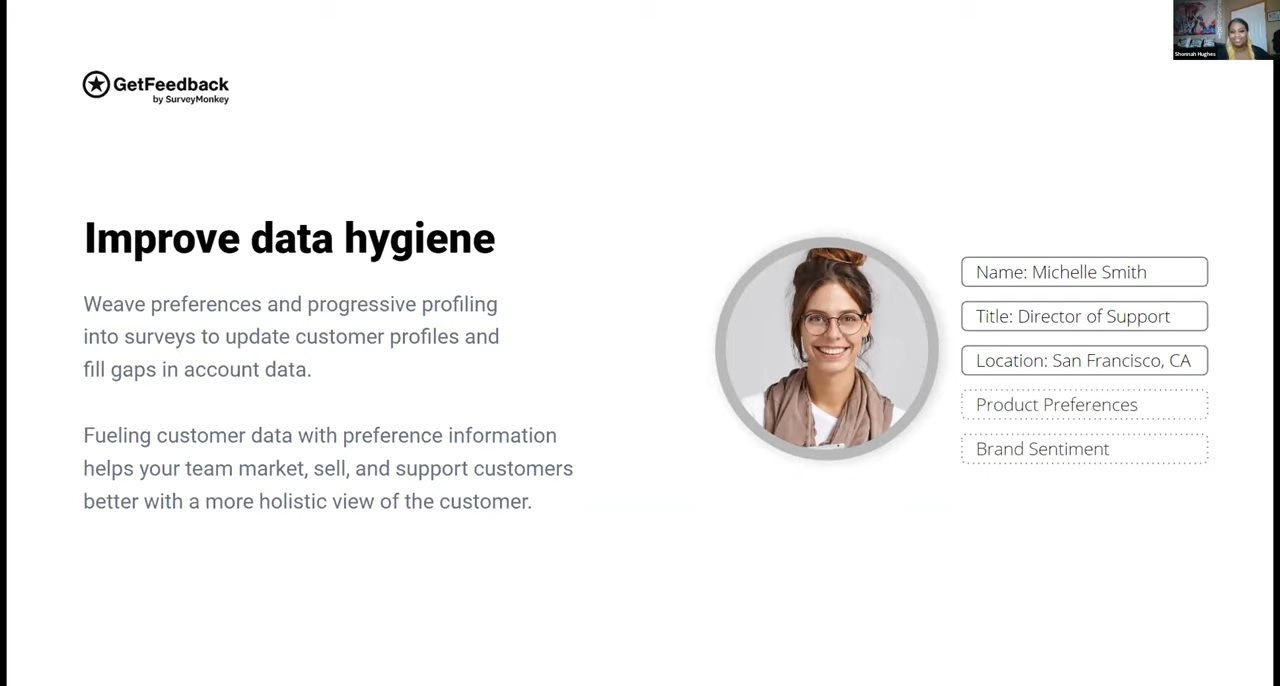 Shonnah Hughes
GetFeedback
by SurveyMonkey
Improve data hygiene
Weave preferences and progressive profiling
into surveys to update customer profiles and
fill gaps in account data.
Fueling customer data with preference information
helps your team market, sell, and support customers
better with a more holistic view of the customer.
Name: Michelle Smith
Title: Director of Support
Location: San Francisco, CA
Product Preferences
Brand Sentiment